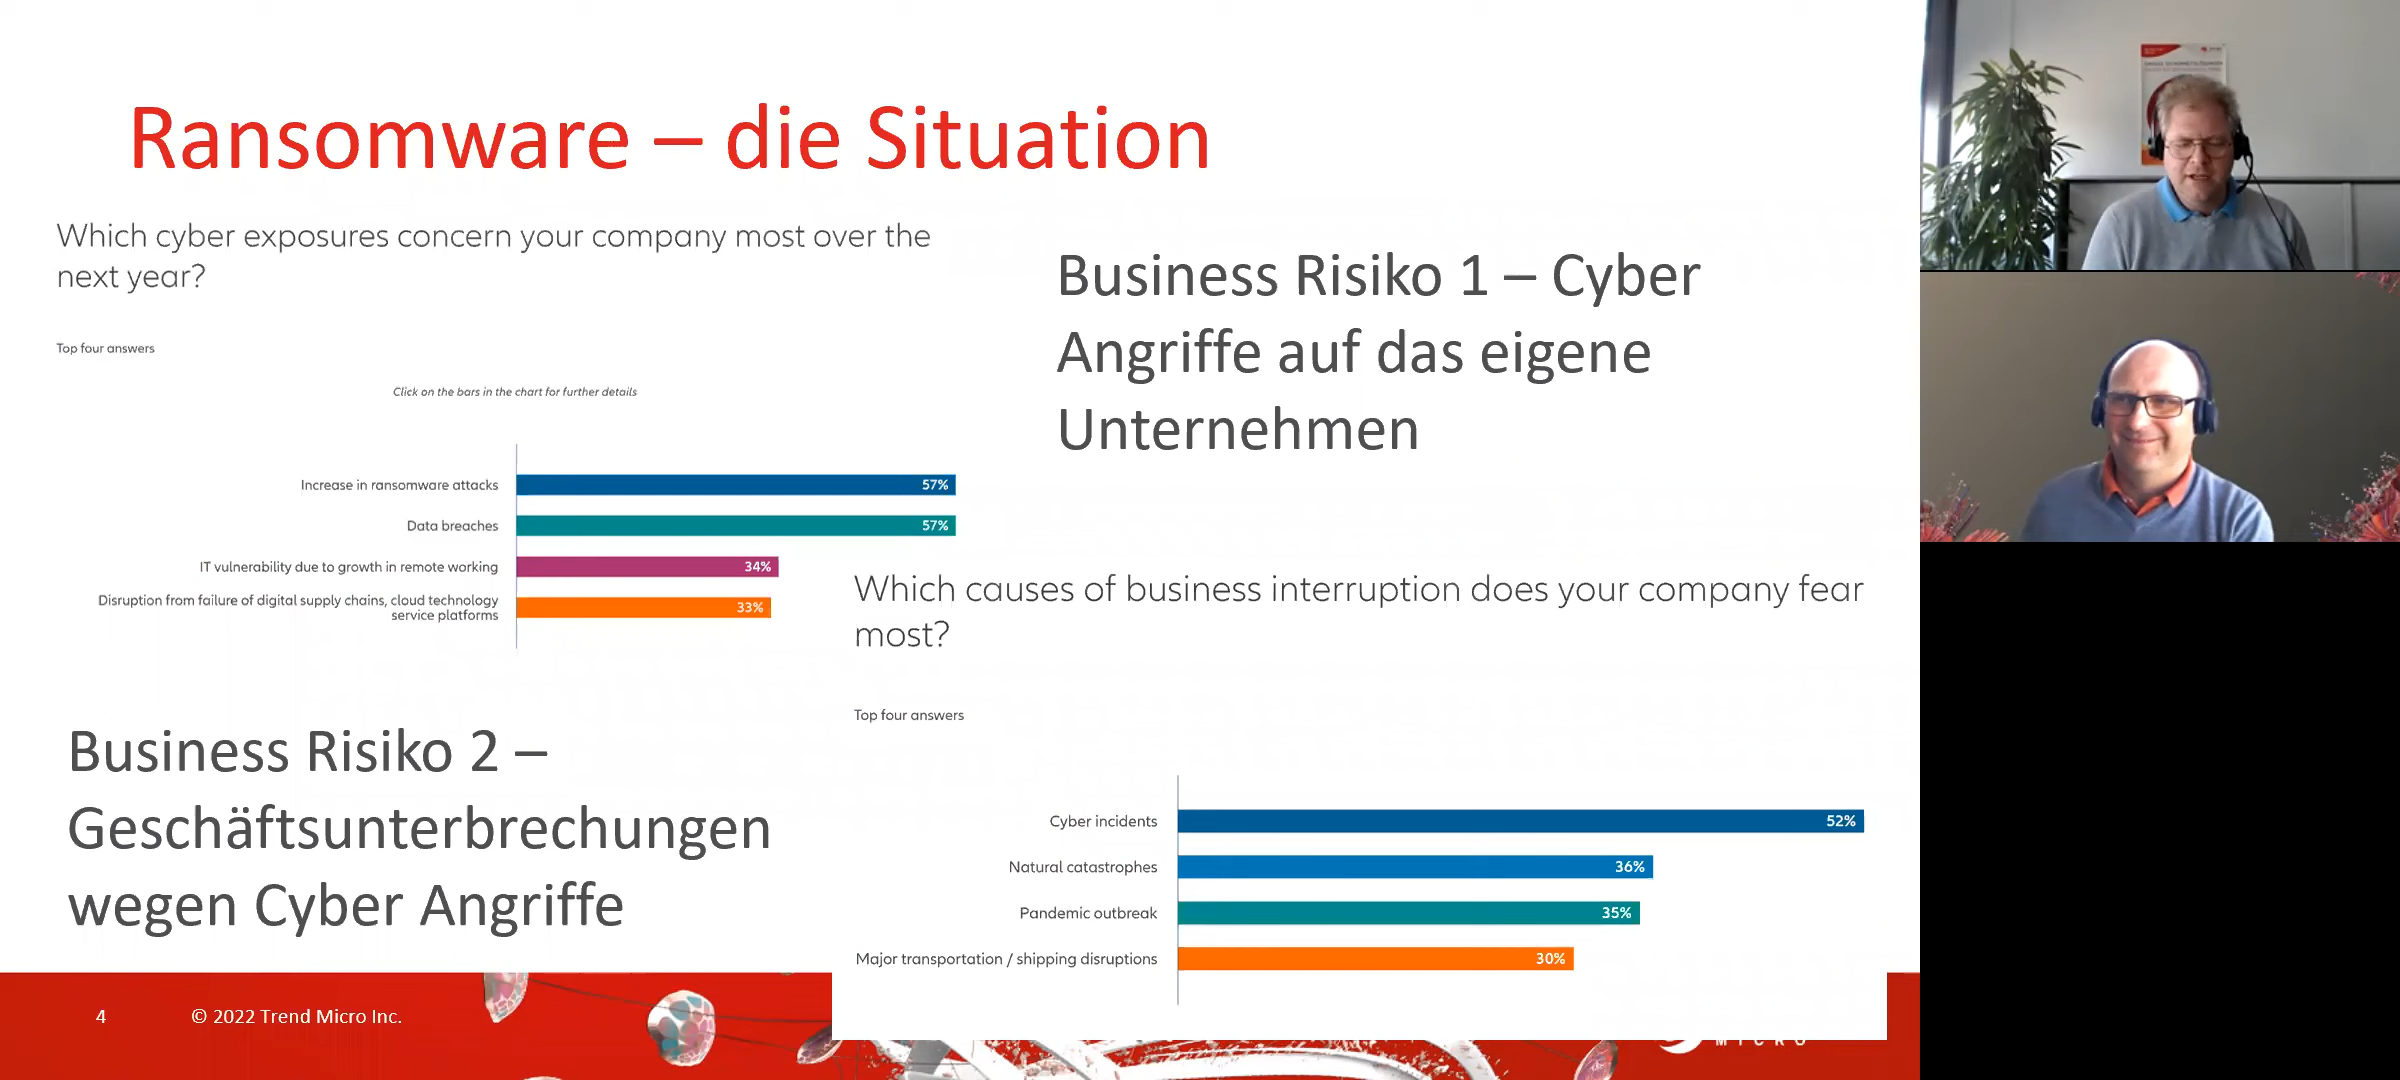 Ransomware – die Situation
Which cyber exposures concern your company most over the
next year?
Top four answers
Click on the bars in the chart for further details
Increase in ransomware attacks 57%
Data breaches 57%
IT vulnerability due to growth in remote working 34%
Disruption from failure of digital supply chains, cloud technology
service platforms 33%
Business Risiko 1 – Cyber
Angriffe auf das eigene
Unternehmen
Business Risiko 2 –
Geschäftsunterbrechungen
wegen Cyber Angriffe
Which causes of business interruption does your company fear
most?
Top four answers
Cyber incidents 52%
Natural catastrophes 36%
Pandemic outbreak 35%
Major transportation / shipping disruptions 30%
4 © 2022 Trend Micro Inc.
MICRO